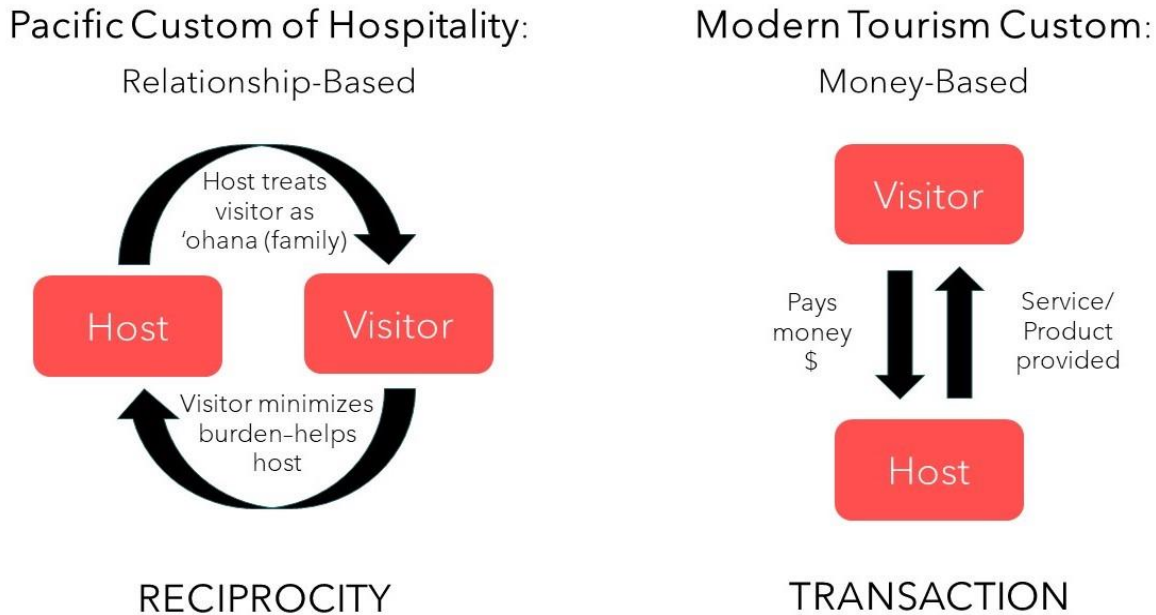 Pacific Custom of Hospitality:
Relationship-Based
Host treats
visitor as
‘ohana (family)
Host
Visitor
Visitor minimizes
burden–helps
host
RECIPROCITY
Modern Tourism Custom:
Money-Based
Visitor
Pays
money
$
Service/
Product
provided
Host
TRANSACTION